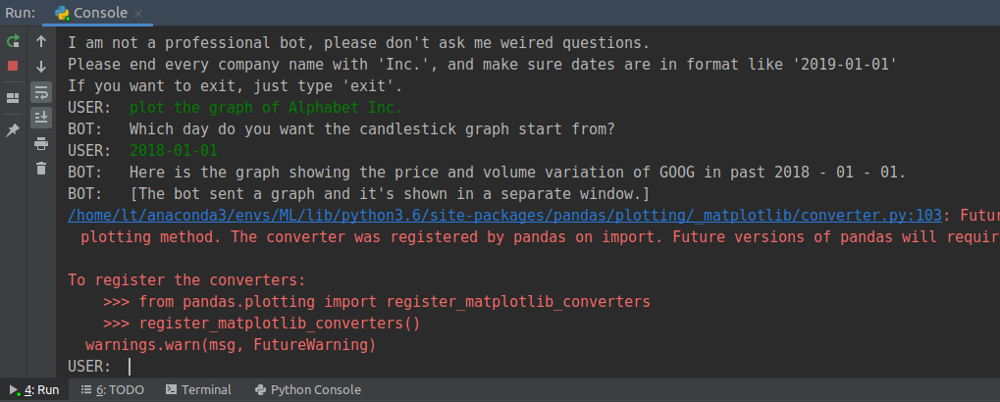 Run: Console
I am not a professional bot, please don't ask me weired questions.
Please end every company name with 'Inc.', and make sure dates are in format like '2019-01-01'
If you want to exit, just type 'exit'.
USER: plot the graph of Alphabet Inc.
BOT: Which day do you want the candlestick graph start from?
USER: 2018-01-01
BOT: Here is the graph showing the price and volume variation of GOOG in past 2018 - 01 - 01.
BOT: [The bot sent a graph and it's shown in a separate window.]
/home/lt/anaconda3/envs/ML/lib/python3.6/site-packages/pandas/plotting/_matplotlib/converter.py:103: Futu
plotting method. The converter was registered by pandas on import. Future versions of pandas will requir
To register the converters:
>>> from pandas.plotting import register_matplotlib_converters
>>> register_matplotlib_converters()
warnings.warn(msg, FutureWarning)
USER:
4: Run 6: TODO Terminal Python Console